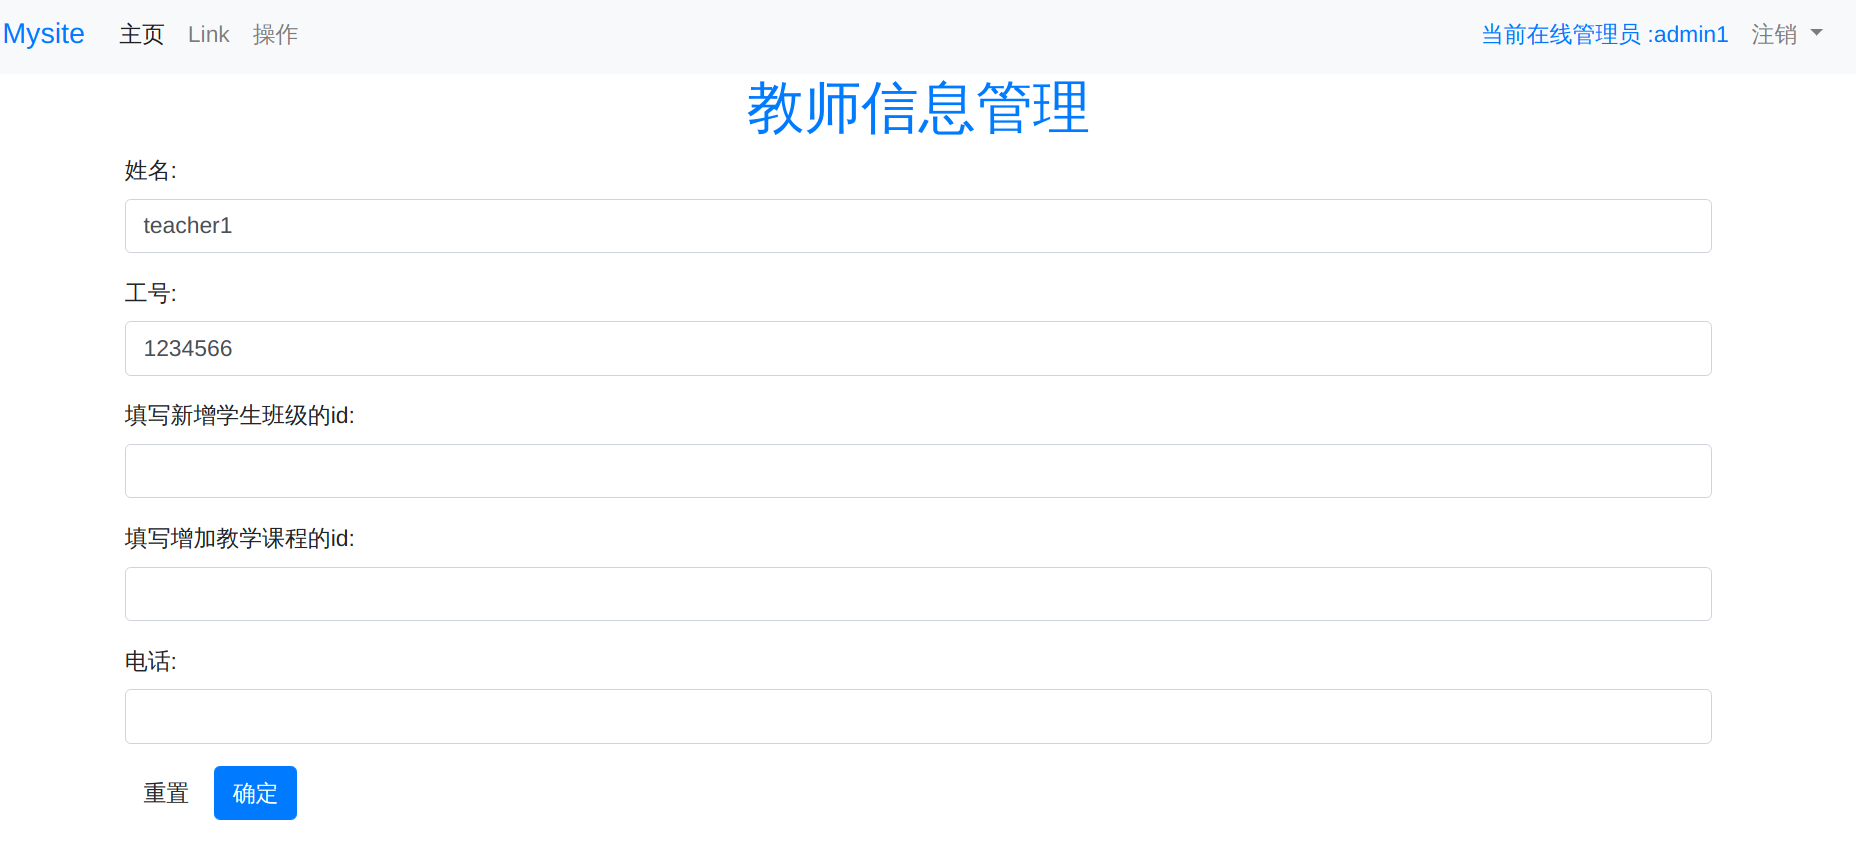 Mysite 主页 Link 操作 当前在线管理员 :admin1 注销
教师信息管理
姓名:
teacher1
工号:
1234566
填写新增学生班级的id:
填写增加教学课程的id:
电话:
重置 确定